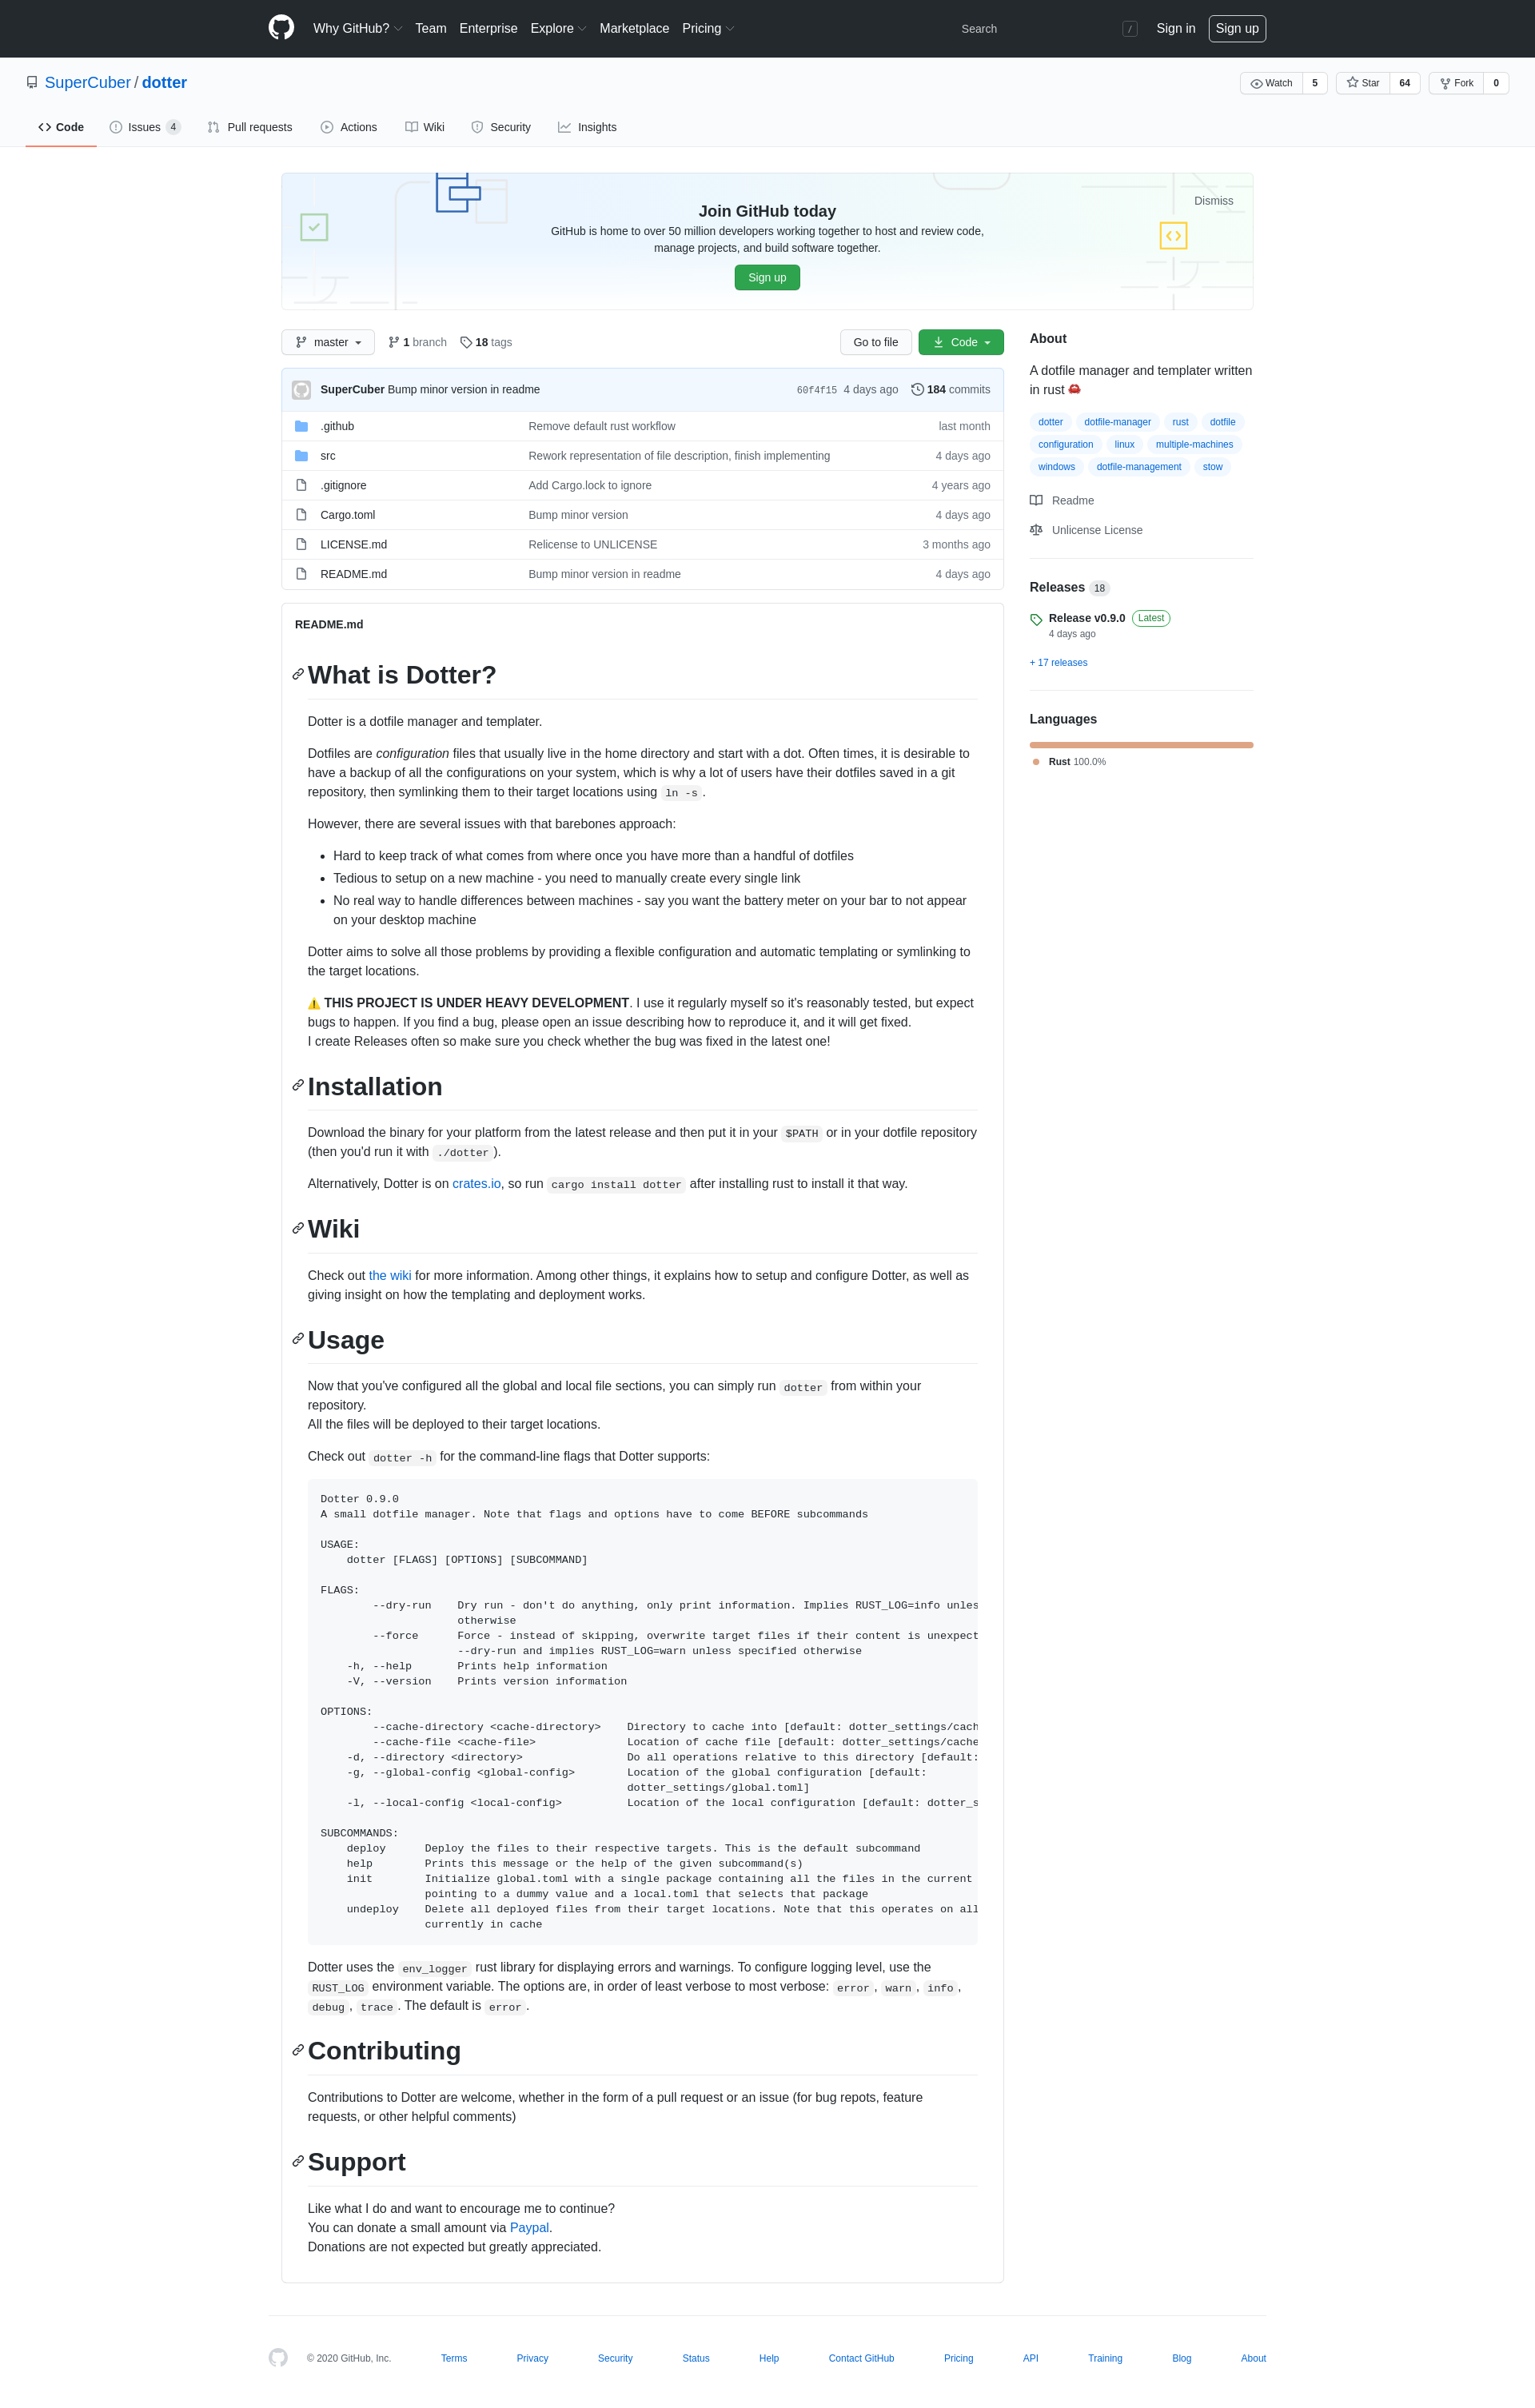 Why GitHub? Team Enterprise Explore Marketplace Pricing Search / Sign in Sign up
SuperCuber / dotter
Watch 5 Star 64 Fork 0
Code Issues 4 Pull requests Actions Wiki Security Insights
Join GitHub today
Dismiss
GitHub is home to over 50 million developers working together to host and review code,
manage projects, and build software together.
Sign up
master 1 branch 18 tags Go to file Code
SuperCuber Bump minor version in readme 60f4f15 4 days ago 184 commits
.github Remove default rust workflow last month
src Rework representation of file description, finish implementing 4 days ago
.gitignore Add Cargo.lock to ignore 4 years ago
Cargo.toml Bump minor version 4 days ago
LICENSE.md Relicense to UNLICENSE 3 months ago
README.md Bump minor version in readme 4 days ago
About
A dotfile manager and templater written
in rust
dotter dotfile-manager rust dotfile
configuration linux multiple-machines
windows dotfile-management stow
Readme
Unlicense License
Releases 18
Release v0.9.0 Latest
4 days ago
+ 17 releases
Languages
Rust 100.0%
README.md
What is Dotter?
Dotter is a dotfile manager and templater.
Dotfiles are configuration files that usually live in the home directory and start with a dot. Often times, it is desirable to
have a backup of all the configurations on your system, which is why a lot of users have their dotfiles saved in a git
repository, then symlinking them to their target locations using ln -s.
However, there are several issues with that barebones approach:
• Hard to keep track of what comes from where once you have more than a handful of dotfiles
• Tedious to setup on a new machine - you need to manually create every single link
• No real way to handle differences between machines - say you want the battery meter on your bar to not appear
on your desktop machine
Dotter aims to solve all those problems by providing a flexible configuration and automatic templating or symlinking to
the target locations.
⚠️ THIS PROJECT IS UNDER HEAVY DEVELOPMENT. I use it regularly myself so it's reasonably tested, but expect
bugs to happen. If you find a bug, please open an issue describing how to reproduce it, and it will get fixed.
I create Releases often so make sure you check whether the bug was fixed in the latest one!
Installation
Download the binary for your platform from the latest release and then put it in your $PATH or in your dotfile repository
(then you'd run it with ./dotter).
Alternatively, Dotter is on crates.io, so run cargo install dotter after installing rust to install it that way.
Wiki
Check out the wiki for more information. Among other things, it explains how to setup and configure Dotter, as well as
giving insight on how the templating and deployment works.
Usage
Now that you've configured all the global and local file sections, you can simply run dotter from within your
repository.
All the files will be deployed to their target locations.
Check out dotter -h for the command-line flags that Dotter supports:
Dotter 0.9.0
A small dotfile manager. Note that flags and options have to come BEFORE subcommands
USAGE:
dotter [FLAGS] [OPTIONS] [SUBCOMMAND]
FLAGS:
--dry-run Dry run - don't do anything, only print information. Implies RUST_LOG=info unles
otherwise
--force Force - instead of skipping, overwrite target files if their content is unexpect
--dry-run and implies RUST_LOG=warn unless specified otherwise
-h, --help Prints help information
-V, --version Prints version information
OPTIONS:
--cache-directory <cache-directory> Directory to cache into [default: dotter_settings/cach
--cache-file <cache-file> Location of cache file [default: dotter_settings/cache
-d, --directory <directory> Do all operations relative to this directory [default:
-g, --global-config <global-config> Location of the global configuration [default:
dotter_settings/global.toml]
-l, --local-config <local-config> Location of the local configuration [default: dotter_s
SUBCOMMANDS:
deploy Deploy the files to their respective targets. This is the default subcommand
help Prints this message or the help of the given subcommand(s)
init Initialize global.toml with a single package containing all the files in the current
pointing to a dummy value and a local.toml that selects that package
undeploy Delete all deployed files from their target locations. Note that this operates on all
currently in cache
Dotter uses the env_logger rust library for displaying errors and warnings. To configure logging level, use the
RUST_LOG environment variable. The options are, in order of least verbose to most verbose: error, warn, info,
debug, trace. The default is error.
Contributing
Contributions to Dotter are welcome, whether in the form of a pull request or an issue (for bug repots, feature
requests, or other helpful comments)
Support
Like what I do and want to encourage me to continue?
You can donate a small amount via Paypal.
Donations are not expected but greatly appreciated.
© 2020 GitHub, Inc. Terms Privacy Security Status Help Contact GitHub Pricing API Training Blog About